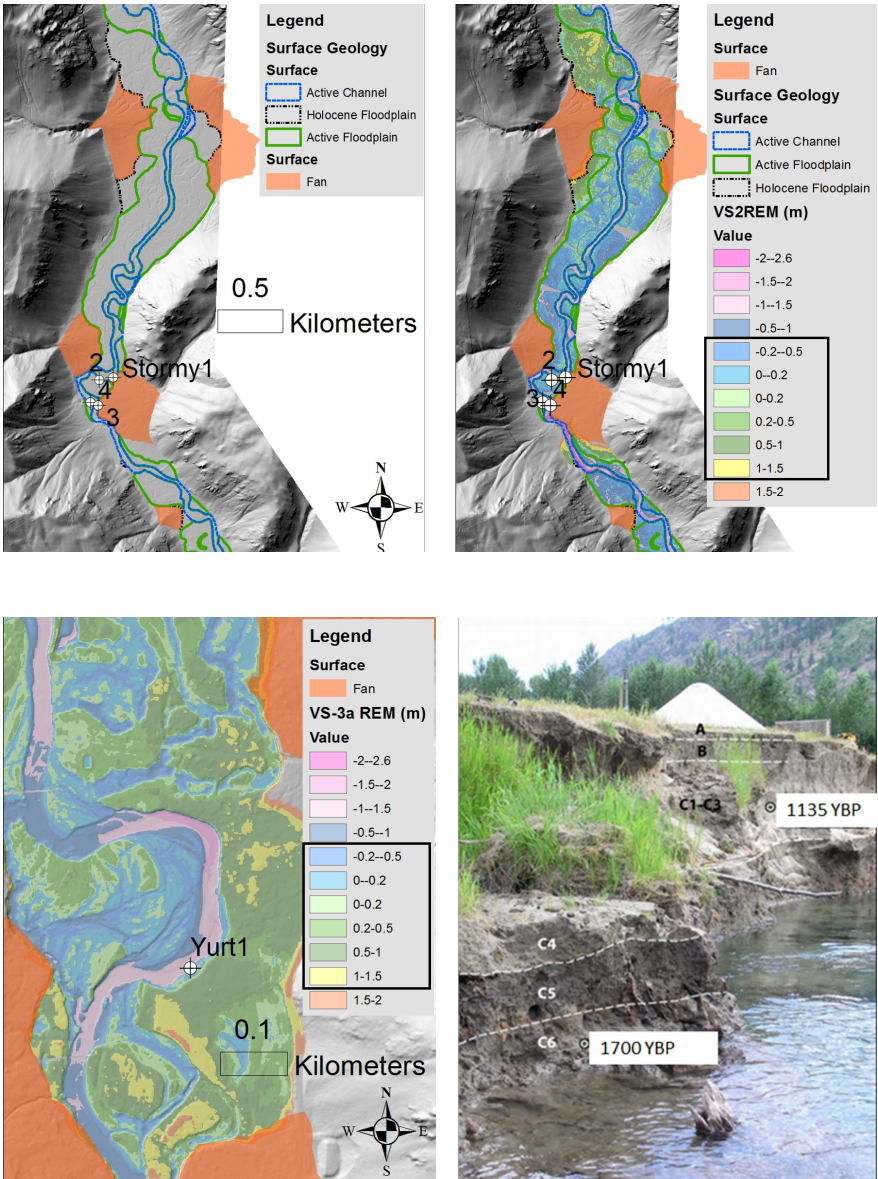 Legend
Surface Geology
Surface
Active Channel
Holocene Floodplain
Active Floodplain
Surface
Fan
0.5
Kilometers
2
Stormy1
4
3
N
W
E
S
Legend
Surface
Fan
Surface Geology
Surface
Active Channel
Active Floodplain
Holocene Floodplain
VS2REM (m)
Value
-2--2.6
-1.5--2
-1--1.5
-0.5--1
-0.2--0.5
0--0.2
0-0.2
0.2-0.5
0.5-1
1-1.5
1.5-2
2
Stormy1
4
3
Legend
Surface
Fan
VS-3a REM (m)
Value
-2--2.6
-1.5--2
-1--1.5
-0.5--1
-0.2--0.5
0--0.2
0-0.2
0.2-0.5
0.5-1
1-1.5
1.5-2
Yurt1
0.1
Kilometers
N
W
E
S
A
B
C1-C3
1135 YBP
C4
C5
C6
1700 YBP